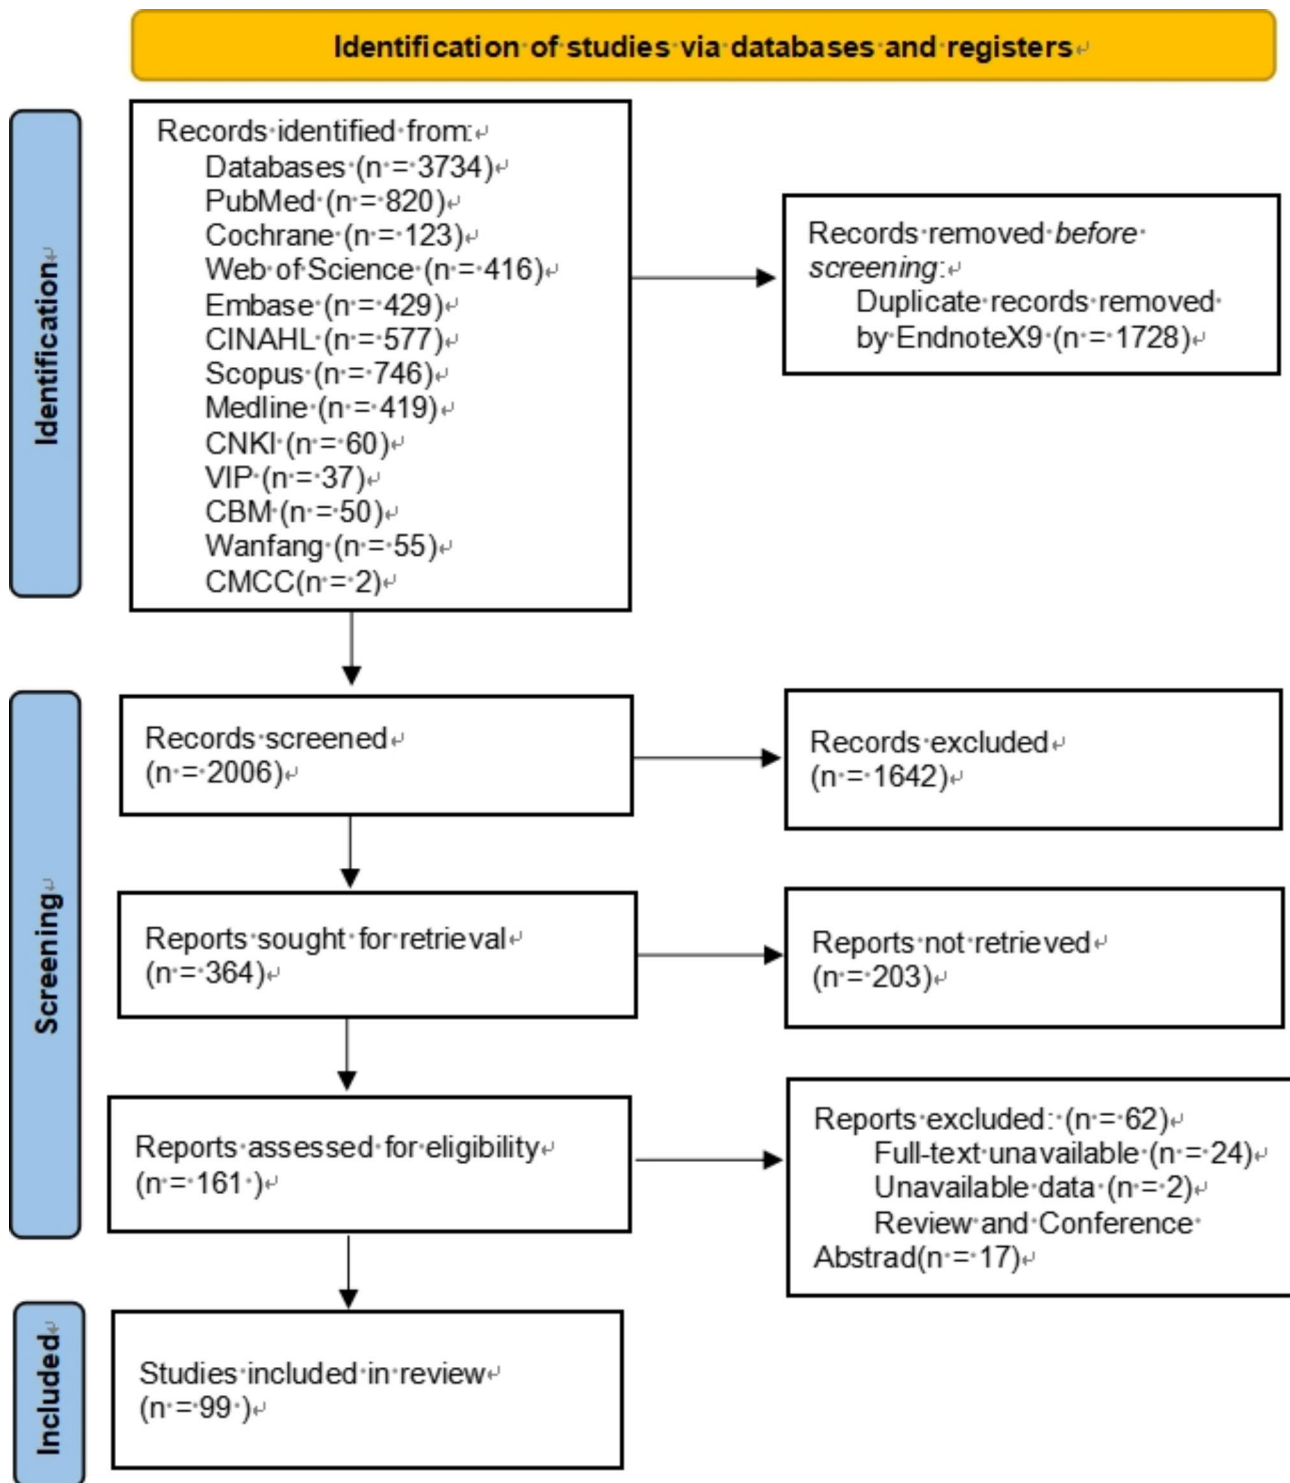 Identification of studies via databases and registers
Identification
Records identified from:
Databases (n = 3734)
PubMed (n = 820)
Cochrane (n = 123)
Web of Science (n = 416)
Embase (n = 429)
CINAHL (n = 577)
Scopus (n = 746)
Medline (n = 419)
CNKI (n = 60)
VIP (n = 37)
CBM (n = 50)
Wanfang (n = 55)
CMCC(n = 2)
Records removed before
screening:
Duplicate records removed
by EndnoteX9 (n = 1728)
Screening
Records screened
(n = 2006)
Records excluded
(n = 1642)
Reports sought for retrieval
(n = 364)
Reports not retrieved
(n = 203)
Reports assessed for eligibility
(n = 161 )
Reports excluded: (n = 62)
Full-text unavailable (n = 24)
Unavailable data (n = 2)
Review and Conference
Abstrad(n = 17)
Included
Studies included in review
(n = 99 )